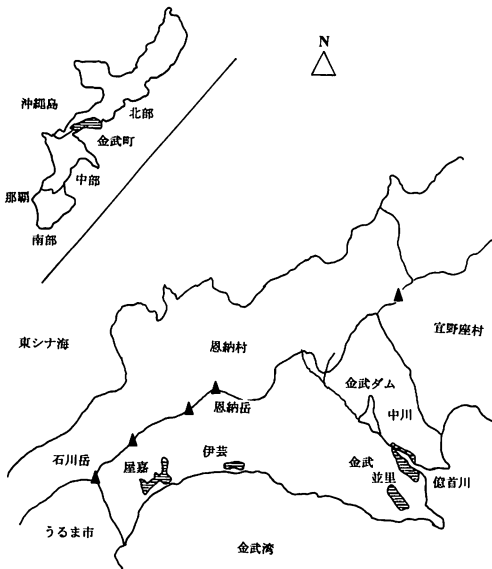 N
沖縄島
北部
金武町
中部
那覇
南部
東シナ海
恩納村
宜野座村
金武ダム
恩納岳
中川
石川岳
屋嘉
伊芸
金武
並里
億首川
うるま市
金武湾